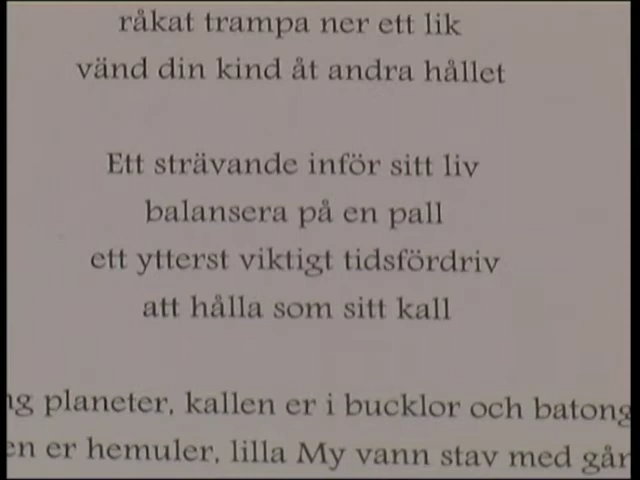 råkat trampa ner ett lik
vänd din kind åt andra hållet
Ett strävande inför sitt liv
balansera på en pall
ett ytterst viktigt tidsfördriv
att hålla som sitt kall
planeter, kallen er i bucklor och batong
er hemuler, lilla My vann stav med går